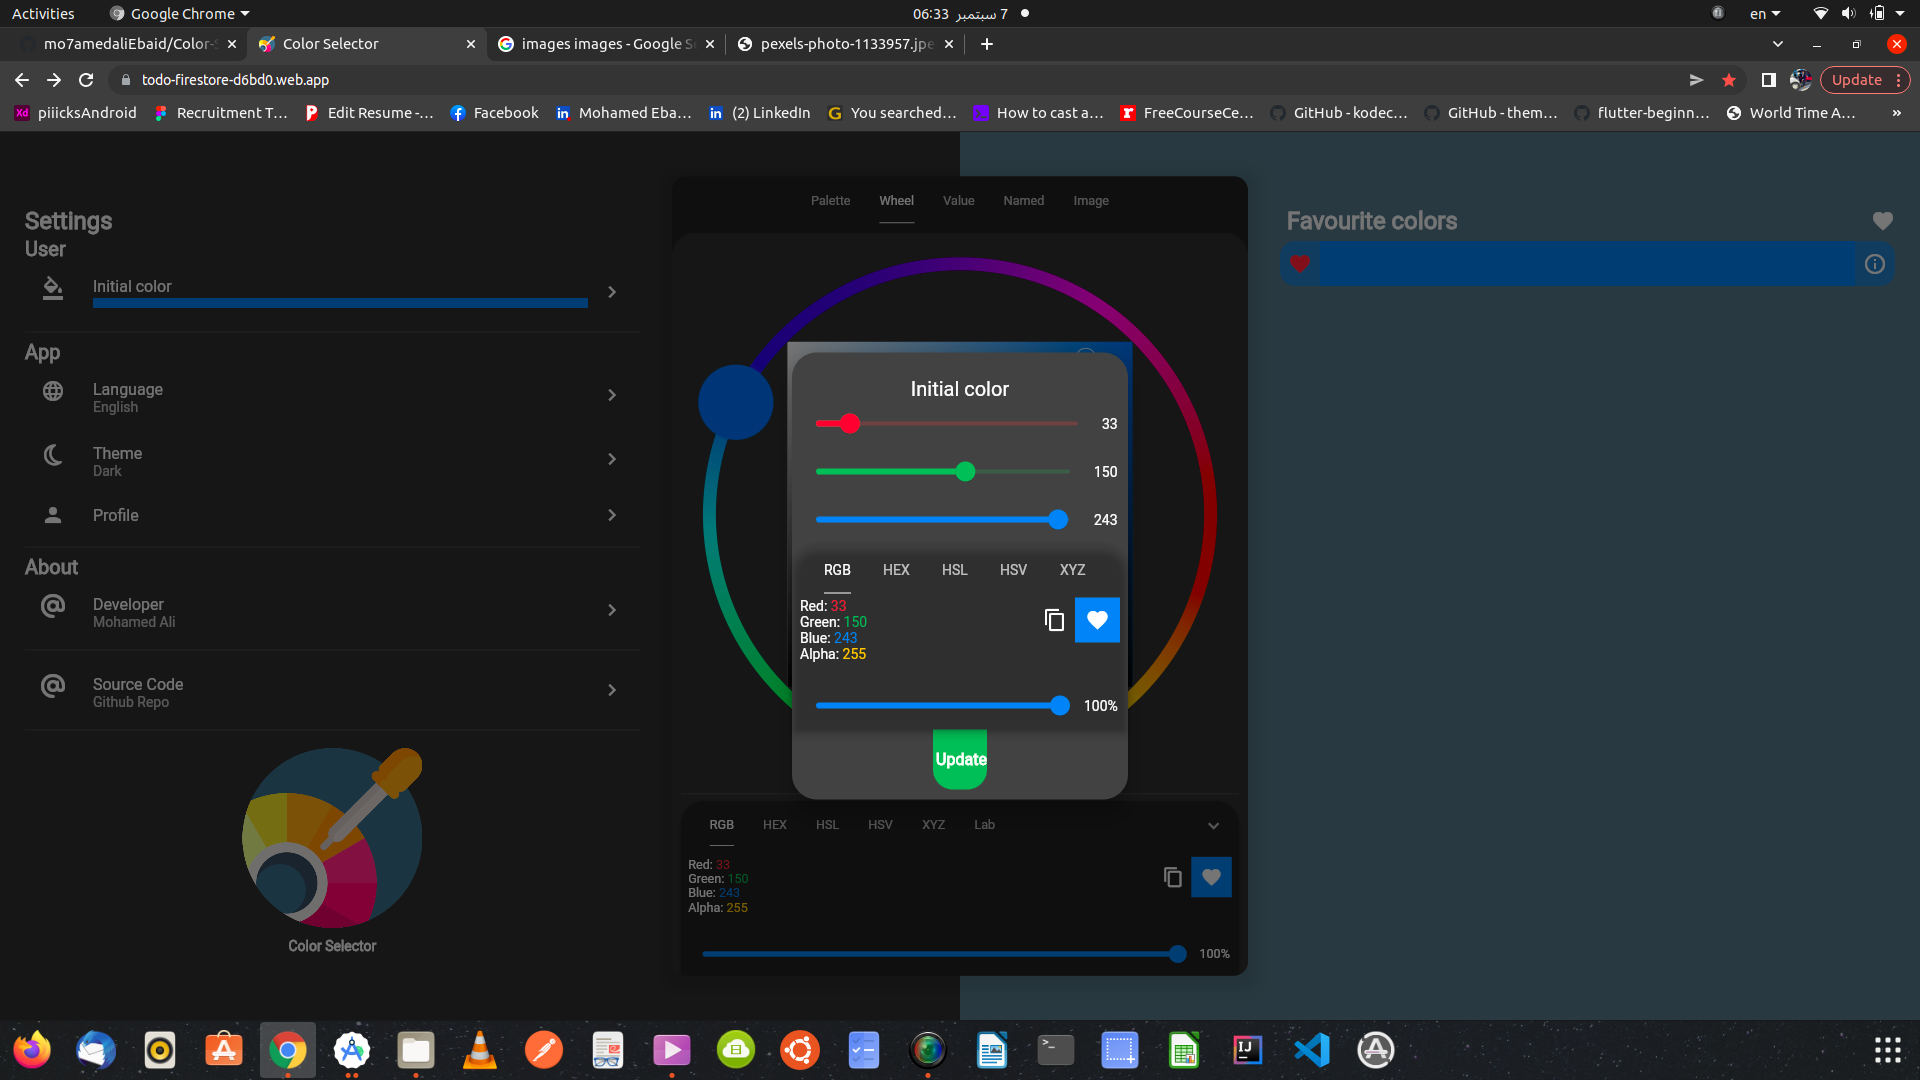 Activities
Google Chrome
7 سبتمبر 06:33
en
mo7amedaliEbaid/Color-S
Color Selector
images images - Google S
pexels-photo-1133957.jpe
todo-firestore-d6bd0.web.app
Update
piiicksAndroid
Recruitment T...
Edit Resume -...
Facebook
Mohamed Eba...
(2) LinkedIn
You searched...
How to cast a...
FreeCourseCe...
GitHub - kodec...
GitHub - them...
flutter-beginn...
World Time A...
»
Settings
User
Initial color
App
Language
English
Theme
Dark
Profile
About
Developer
Mohamed Ali
Source Code
Github Repo
Color Selector
Palette
Wheel
Value
Named
Image
Initial color
33
150
243
RGB
HEX
HSL
HSV
XYZ
Red: 33
Green: 150
Blue: 243
Alpha: 255
100%
Update
RGB
HEX
HSL
HSV
XYZ
Lab
Red: 33
Green: 150
Blue: 243
Alpha: 255
100%
Favourite colors